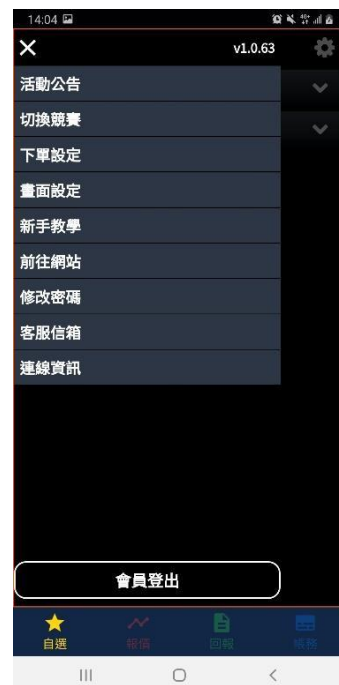 14:04
v1.0.63
活動公告
切換競賽
下單設定
畫面設定
新手教學
前往網站
修改密碼
客服信箱
連線資訊
會員登出
自選 報價 回報 帳務